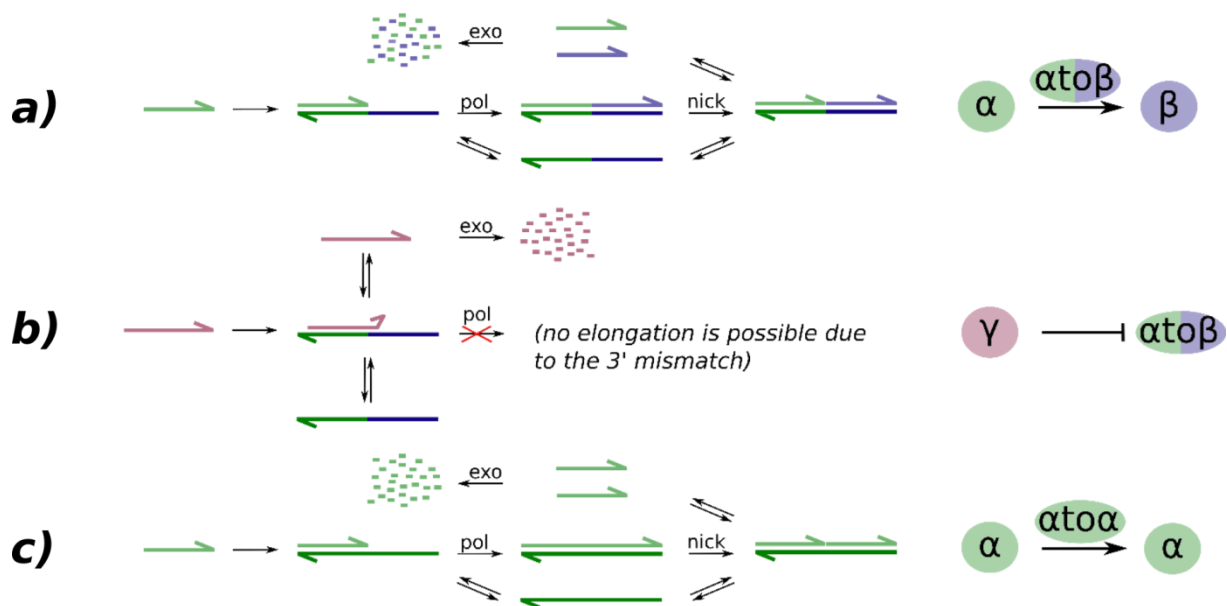 exo
a)
pol
nick
αtoβ
α
β
exo
b)
pol
(no elongation is possible due
to the 3' mismatch)
γ
αtoβ
exo
c)
pol
nick
αtoα
α
α